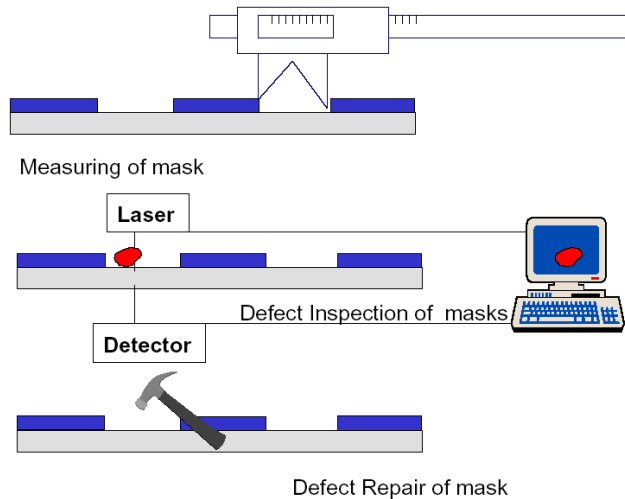 Measuring of mask
Laser
Defect Inspection of masks
Detector
Defect Repair of mask